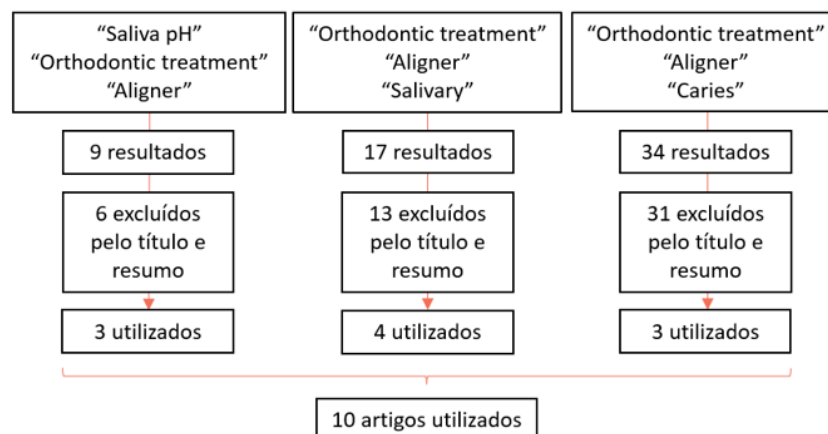 “Saliva pH”
“Orthodontic treatment”
“Aligner”
“Orthodontic treatment”
“Aligner”
“Salivary”
“Orthodontic treatment”
“Aligner”
“Caries”
9 resultados
17 resultados
34 resultados
6 excluídos
pelo título e
resumo
13 excluídos
pelo título e
resumo
31 excluídos
pelo título e
resumo
3 utilizados
4 utilizados
3 utilizados
10 artigos utilizados